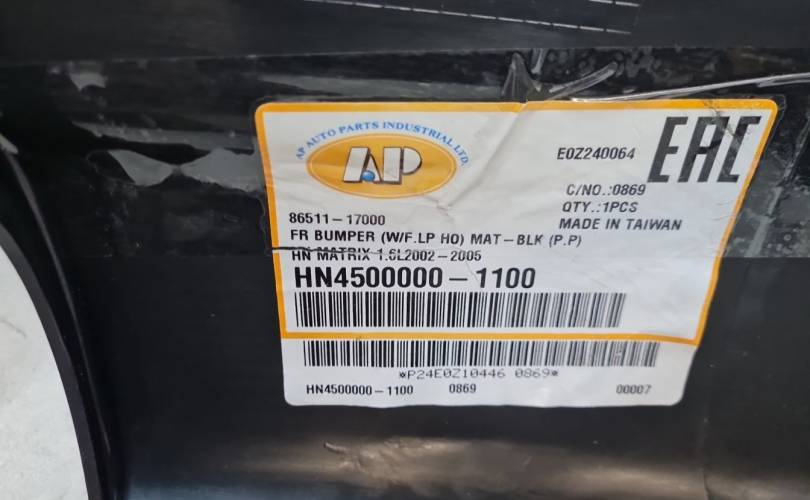 AP AUTO PARTS INDUSTRIAL LTD.
AP
E0Z240064
EAC
C/NO.:0869
QTY.:1PCS
MADE IN TAIWAN
86511-17000
FR BUMPER (W/F.LP HO) MAT-BLK (P.P)
HN MATRIX 1.6L2002-2005
HN4500000-1100
*P24E0Z10446 0869*
HN4500000-1100 0869 00007